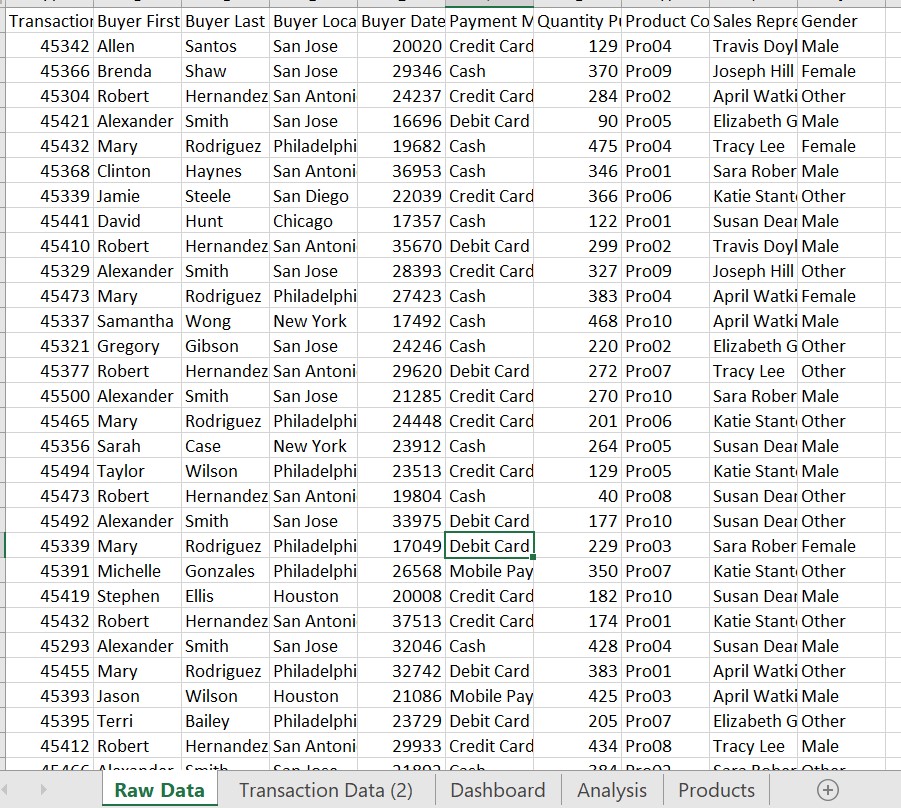 Transaction Buyer First Buyer Last Buyer Loca Buyer Date Payment M Quantity Pu Product Co Sales Repre Gender
45342 Allen Santos San Jose 20020 Credit Card 129 Pro04 Travis Doyl Male
45366 Brenda Shaw San Jose 29346 Cash 370 Pro09 Joseph Hill Female
45304 Robert Hernandez San Antoni 24237 Credit Card 284 Pro02 April Watki Other
45421 Alexander Smith San Jose 16696 Debit Card 90 Pro05 Elizabeth G Male
45432 Mary Rodriguez Philadelphi 19682 Cash 475 Pro04 Tracy Lee Female
45368 Clinton Haynes San Antoni 36953 Cash 346 Pro01 Sara Rober Male
45339 Jamie Steele San Diego 22039 Credit Card 366 Pro06 Katie Stant Other
45441 David Hunt Chicago 17357 Cash 122 Pro01 Susan Dear Male
45410 Robert Hernandez San Antoni 35670 Debit Card 299 Pro02 Travis Doyl Male
45329 Alexander Smith San Jose 28393 Credit Card 327 Pro09 Joseph Hill Other
45473 Mary Rodriguez Philadelphi 27423 Cash 383 Pro04 April Watki Female
45337 Samantha Wong New York 17492 Cash 468 Pro10 April Watki Male
45321 Gregory Gibson San Jose 24246 Cash 220 Pro02 Elizabeth G Other
45377 Robert Hernandez San Antoni 29620 Debit Card 272 Pro07 Tracy Lee Other
45500 Alexander Smith San Jose 21285 Credit Card 270 Pro10 Sara Rober Male
45465 Mary Rodriguez Philadelphi 24448 Credit Card 201 Pro06 Katie Stant Other
45356 Sarah Case New York 23912 Cash 264 Pro05 Susan Dear Male
45494 Taylor Wilson Philadelphi 23513 Credit Card 129 Pro05 Katie Stant Male
45473 Robert Hernandez San Antoni 19804 Cash 40 Pro08 Susan Dear Other
45492 Alexander Smith San Jose 33975 Debit Card 177 Pro10 Susan Dear Other
45339 Mary Rodriguez Philadelphi 17049 Debit Card 229 Pro03 Sara Rober Female
45391 Michelle Gonzales Philadelphi 26568 Mobile Pay 350 Pro07 Katie Stant Other
45419 Stephen Ellis Houston 20008 Credit Card 182 Pro10 Susan Dear Male
45432 Robert Hernandez San Antoni 37513 Credit Card 174 Pro01 Katie Stant Other
45293 Alexander Smith San Jose 32046 Cash 428 Pro04 Susan Dear Male
45455 Mary Rodriguez Philadelphi 32742 Debit Card 383 Pro01 April Watki Other
45393 Jason Wilson Houston 21086 Mobile Pay 425 Pro03 April Watki Male
45395 Terri Bailey Philadelphi 23729 Debit Card 205 Pro07 Elizabeth G Other
45412 Robert Hernandez San Antoni 29933 Credit Card 434 Pro08 Tracy Lee Male
Alexander Smith San Jose Cash Sara Rober Other
Raw Data Transaction Data (2) Dashboard Analysis Products